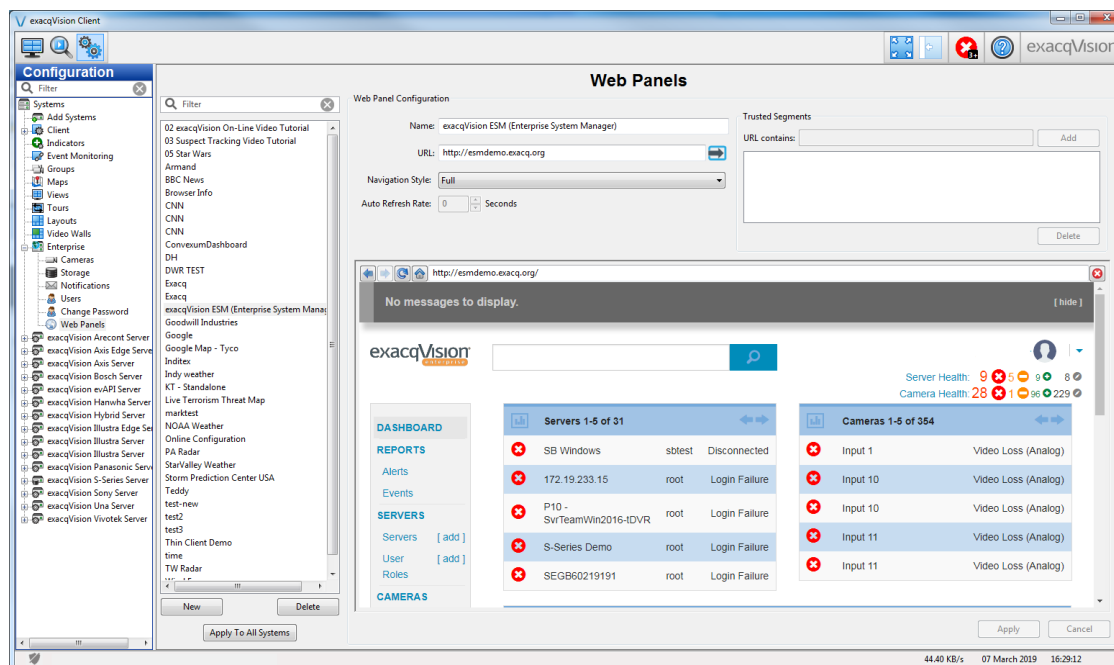 exacqVision Client
exacqVision
Configuration
Filter
Systems
Add Systems
Client
Indicators
Event Monitoring
Groups
Maps
Views
Tours
Layouts
Video Walls
Enterprise
Cameras
Storage
Notifications
Users
Change Password
Web Panels
exacqVision Arecont Server
exacqVision Axis Edge Serve
exacqVision Axis Server
exacqVision Bosch Server
exacqVision evAPI Server
exacqVision Hanwha Server
exacqVision Hybrid Server
exacqVision Illustra Edge Ser
exacqVision Illustra Server
exacqVision Illustra Server
exacqVision Panasonic Serv
exacqVision S-Series Server
exacqVision Sony Server
exacqVision Una Server
exacqVision Vivotek Server
Filter
02 exacqVision On-Line Video Tutorial
03 Suspect Tracking Video Tutorial
05 Star Wars
Armand
BBC News
Browser Info
CNN
CNN
CNN
ConvexumDashboard
DH
DWR TEST
Exacq
Exacq
exacqVision ESM (Enterprise System Manag
Goodwill Industries
Google
Google Map - Tyco
Inditex
Indy weather
KT - Standalone
Live Terrorism Threat Map
marktest
NOAA Weather
Online Configuration
PA Radar
StarValley Weather
Storm Prediction Center USA
Teddy
test-new
test2
test3
Thin Client Demo
time
TW Radar
New Delete
Apply To All Systems
Web Panels
Web Panel Configuration
Name: exacqVision ESM (Enterprise System Manager)
URL: http://esmdemo.exacq.org
Navigation Style: Full
Auto Refresh Rate: 0 Seconds
Trusted Segments
URL contains: Add
Delete
http://esmdemo.exacq.org/
No messages to display. [ hide ]
exacqVision
enterprise
Server Health: 9 5 9 8
Camera Health: 28 1 96 229
DASHBOARD
REPORTS
Alerts
Events
SERVERS
Servers [ add ]
User Roles [ add ]
CAMERAS
Servers 1-5 of 31
SB Windows sbtest Disconnected
172.19.233.15 root Login Failure
P10 - SvrTeamWin2016-tDVR root Login Failure
S-Series Demo root Login Failure
SEGB60219191 root Login Failure
Cameras 1-5 of 354
Input 1 Video Loss (Analog)
Input 10 Video Loss (Analog)
Input 10 Video Loss (Analog)
Input 11 Video Loss (Analog)
Input 11 Video Loss (Analog)
Apply Cancel
44.40 KB/s 07 March 2019 16:29:12